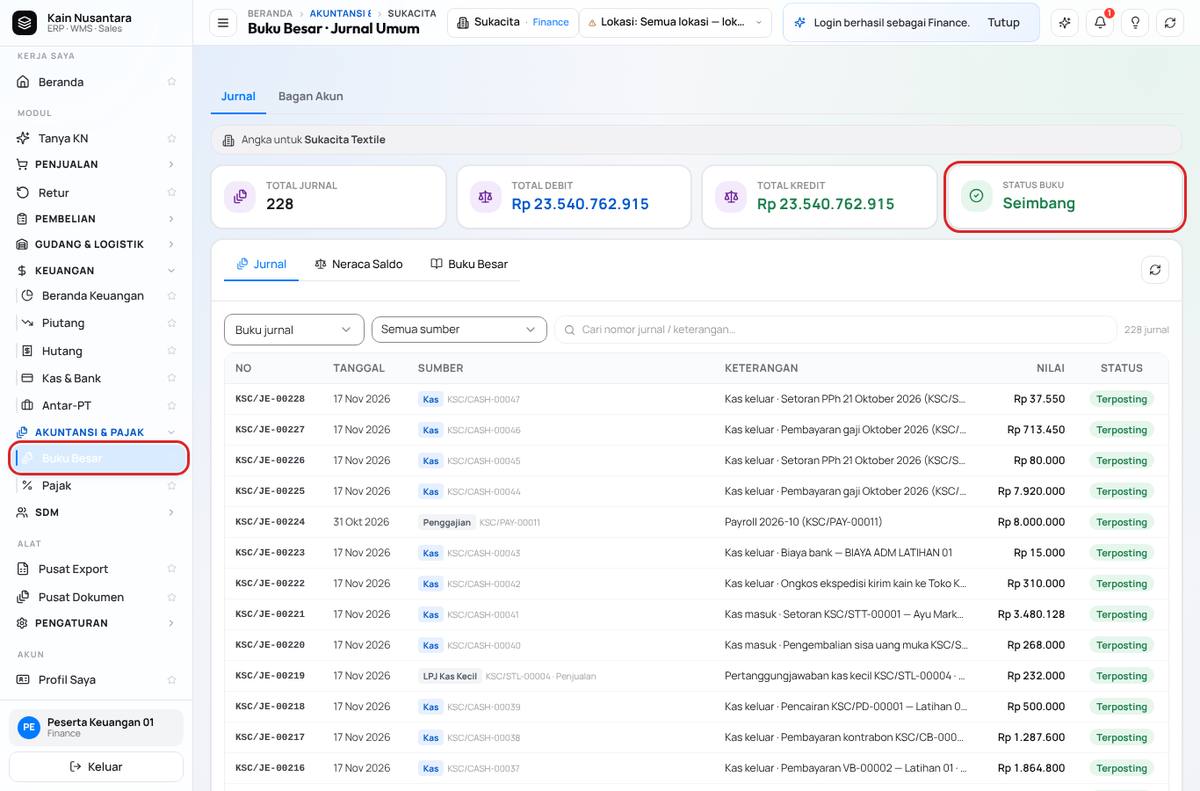 Kain Nusantara
ERP · WMS · Sales
KERJA SAYA
Beranda
MODUL
Tanya KN
PENJUALAN
Retur
PEMBELIAN
GUDANG & LOGISTIK
KEUANGAN
Beranda Keuangan
Piutang
Hutang
Kas & Bank
Antar-PT
AKUNTANSI & PAJAK
Buku Besar
Pajak
SDM
ALAT
Pusat Export
Pusat Dokumen
PENGATURAN
AKUN
Profil Saya
PE
Peserta Keuangan 01
Finance
Keluar
BERANDA > AKUNTANSI & > SUKACITA
Buku Besar · Jurnal Umum
Sukacita · Finance
Lokasi: Semua lokasi — lok...
Login berhasil sebagai Finance. Tutup
1
Jurnal Bagan Akun
Angka untuk Sukacita Textile
TOTAL JURNAL
228
TOTAL DEBIT
Rp 23.540.762.915
TOTAL KREDIT
Rp 23.540.762.915
STATUS BUKU
Seimbang
Jurnal Neraca Saldo Buku Besar
Buku jurnal Semua sumber Cari nomor jurnal / keterangan... 228 jurnal
NO TANGGAL SUMBER KETERANGAN NILAI STATUS
KSC/JE-00228 17 Nov 2026 Kas KSC/CASH-00047 Kas keluar · Setoran PPh 21 Oktober 2026 (KSC/S... Rp 37.550 Terposting
KSC/JE-00227 17 Nov 2026 Kas KSC/CASH-00046 Kas keluar · Pembayaran gaji Oktober 2026 (KSC/... Rp 713.450 Terposting
KSC/JE-00226 17 Nov 2026 Kas KSC/CASH-00045 Kas keluar · Setoran PPh 21 Oktober 2026 (KSC/S... Rp 80.000 Terposting
KSC/JE-00225 17 Nov 2026 Kas KSC/CASH-00044 Kas keluar · Pembayaran gaji Oktober 2026 (KSC/... Rp 7.920.000 Terposting
KSC/JE-00224 31 Okt 2026 Penggajian KSC/PAY-00011 Payroll 2026-10 (KSC/PAY-00011) Rp 8.000.000 Terposting
KSC/JE-00223 17 Nov 2026 Kas KSC/CASH-00043 Kas keluar · Biaya bank — BIAYA ADM LATIHAN 01 Rp 15.000 Terposting
KSC/JE-00222 17 Nov 2026 Kas KSC/CASH-00042 Kas keluar · Ongkos ekspedisi kirim kain ke Toko K... Rp 310.000 Terposting
KSC/JE-00221 17 Nov 2026 Kas KSC/CASH-00041 Kas masuk · Setoran KSC/STT-00001 — Ayu Mark... Rp 3.480.128 Terposting
KSC/JE-00220 17 Nov 2026 Kas KSC/CASH-00040 Kas masuk · Pengembalian sisa uang muka KSC/S... Rp 268.000 Terposting
KSC/JE-00219 17 Nov 2026 LPJ Kas Kecil KSC/STL-00004 · Penjualan Pertanggungjawaban kas kecil KSC/STL-00004 · ... Rp 232.000 Terposting
KSC/JE-00218 17 Nov 2026 Kas KSC/CASH-00039 Kas keluar · Pencairan KSC/PD-00001 — Latihan 0... Rp 500.000 Terposting
KSC/JE-00217 17 Nov 2026 Kas KSC/CASH-00038 Kas keluar · Pembayaran kontrabon KSC/CB-000... Rp 1.287.600 Terposting
KSC/JE-00216 17 Nov 2026 Kas KSC/CASH-00037 Kas keluar · Pembayaran VB-00002 — Latihan 01 · ... Rp 1.864.800 Terposting